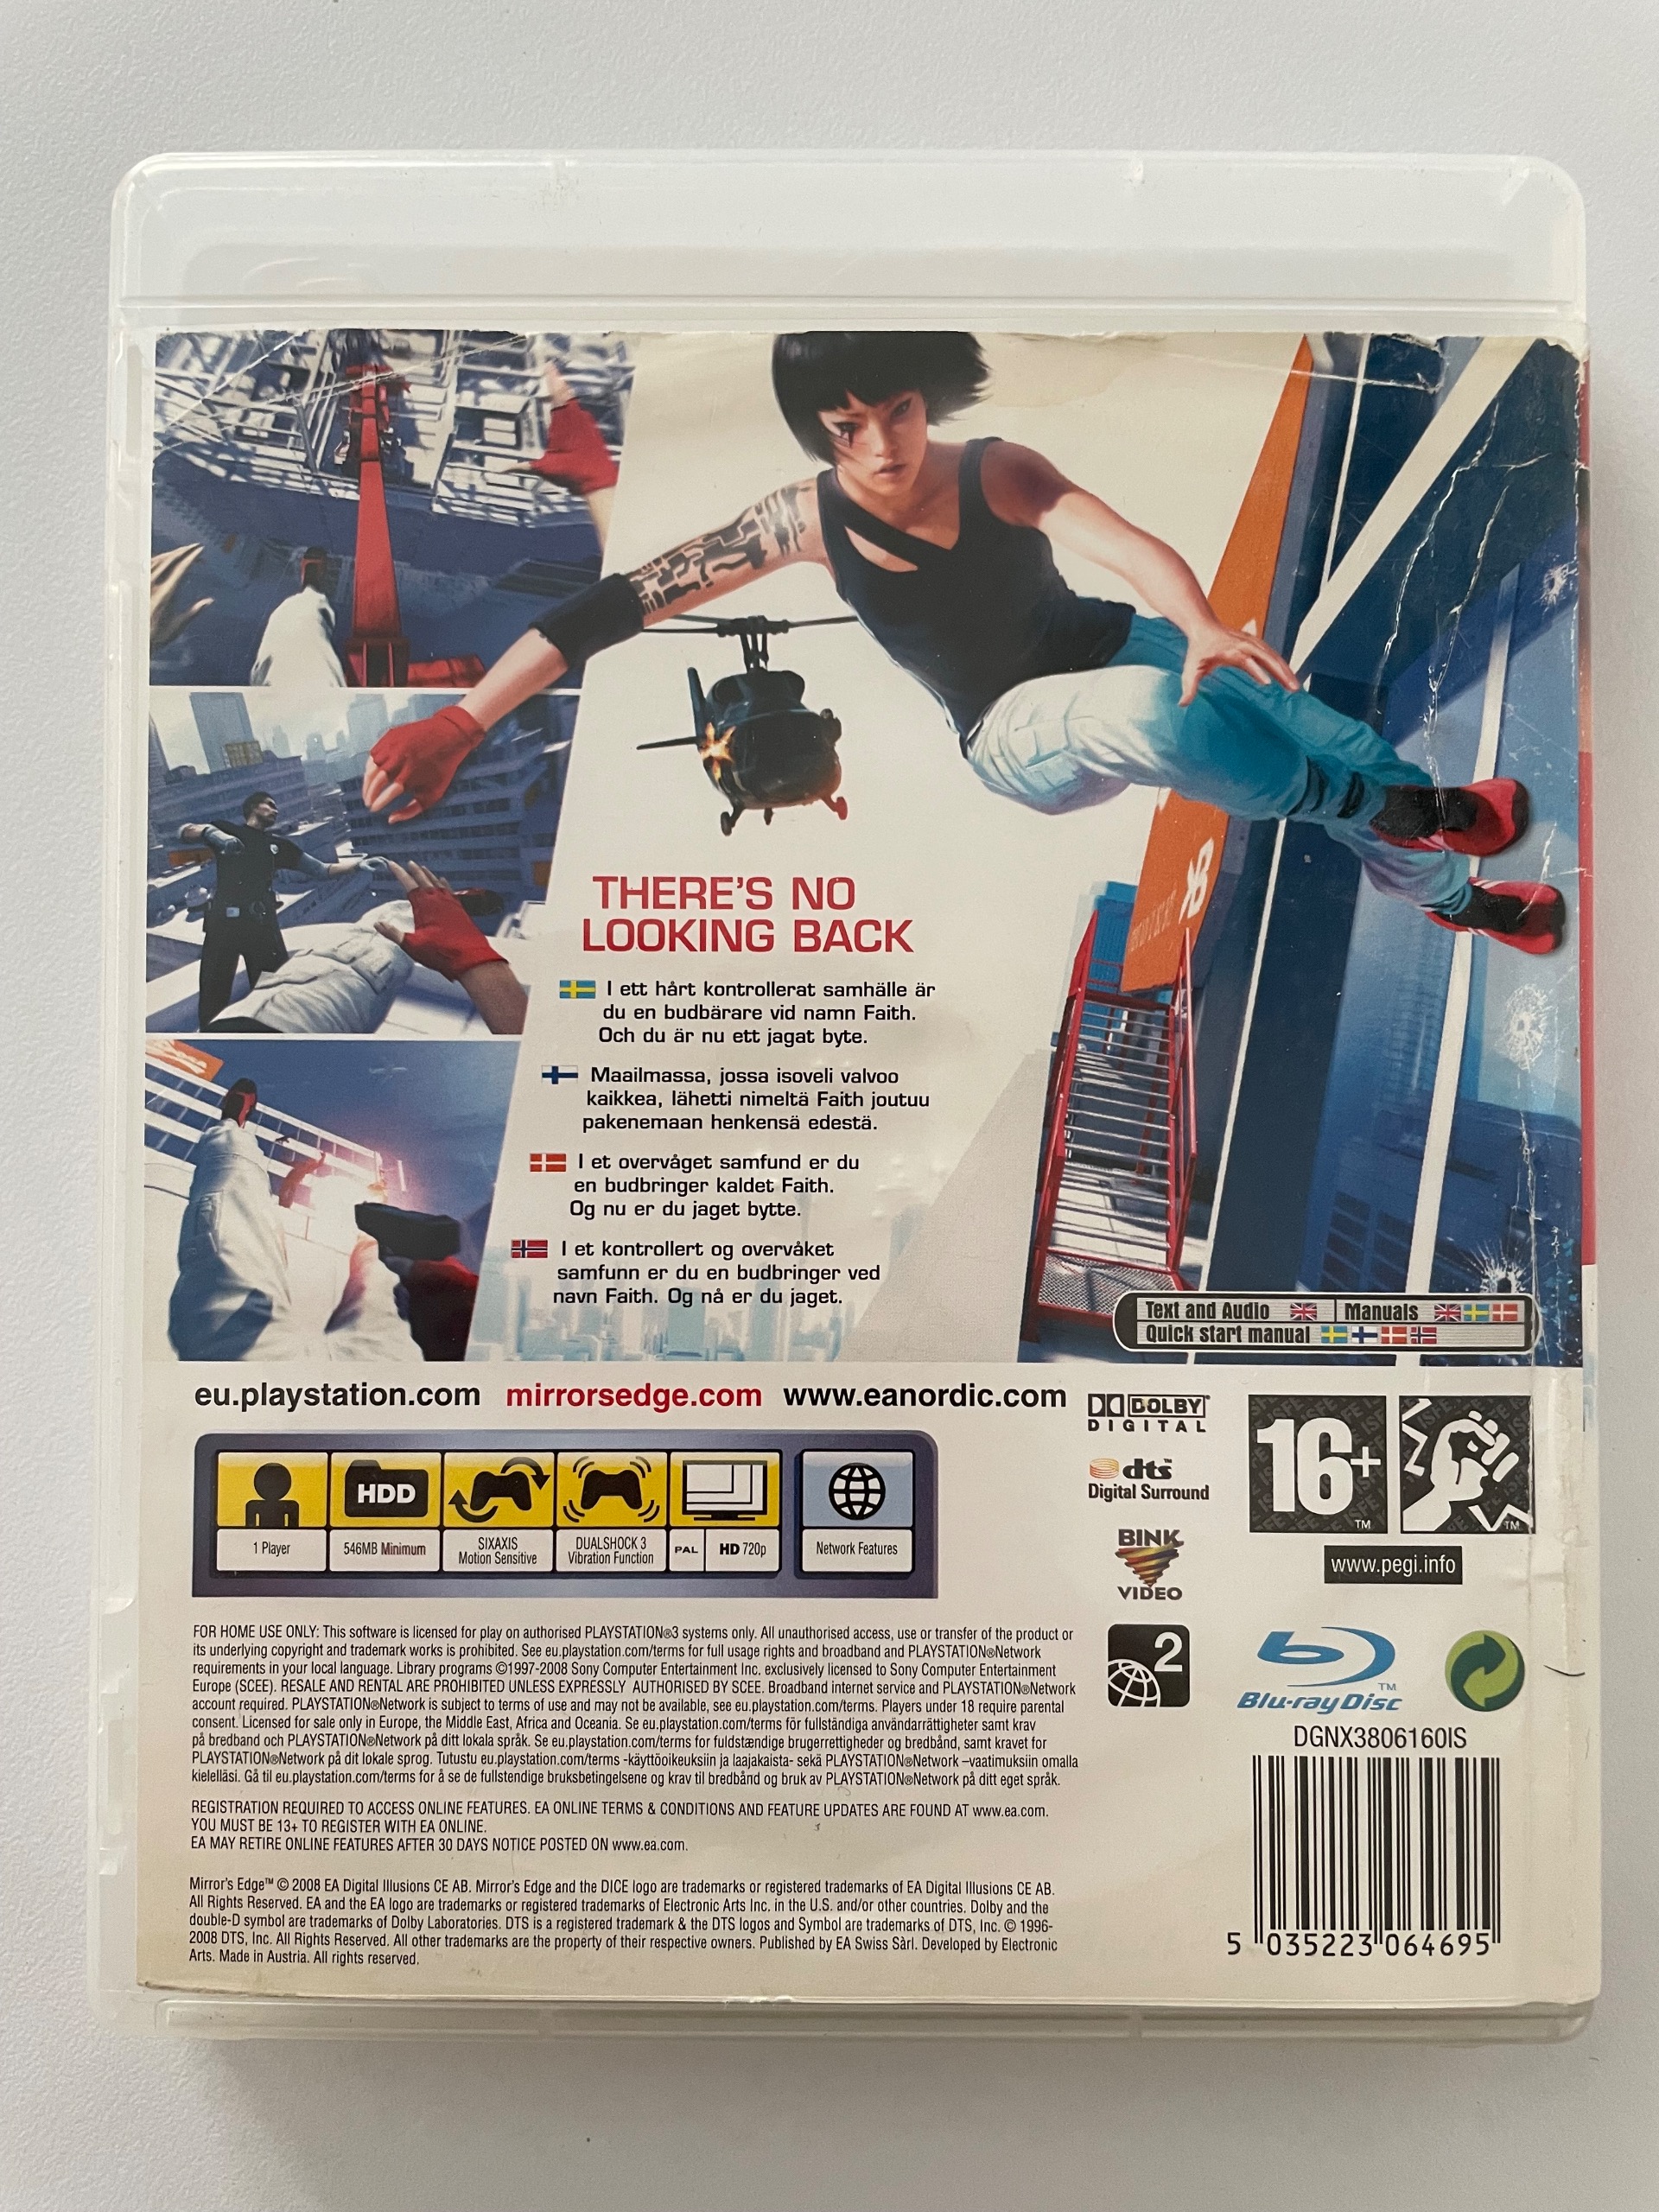 THERE'S NO
LOOKING BACK
I ett hårt kontrollerat samhälle är
du en budbärare vid namn Faith.
Och du är nu ett jagat byte.
Maailmassa, jossa isoveli valvoo
kaikkea, lähetti nimeltä Faith joutuu
pakenemaan henkensä edestä.
I et overvåget samfund er du
en budbringer kaldet Faith.
Og nu er du jaget bytte.
I et kontrollert og overvåket
samfunn er du en budbringer ved
navn Faith. Og nå er du jaget.
Text and Audio Manuals
Quick start manual
eu.playstation.com mirrorsedge.com www.eanordic.com
DOLBY
DIGITAL
dts™
Digital Surround
BINK
VIDEO
16+
TM
TM
www.pegi.info
HDD
1 Player
546MB Minimum
SIXAXIS
Motion Sensitive
DUALSHOCK 3
Vibration Function
PAL
HD 720p
Network Features
FOR HOME USE ONLY: This software is licensed for play on authorised PLAYSTATION®3 systems only. All unauthorised access, use or transfer of the product or
its underlying copyright and trademark works is prohibited. See eu.playstation.com/terms for full usage rights and broadband and PLAYSTATION®Network
requirements in your local language. Library programs ©1997-2008 Sony Computer Entertainment Inc. exclusively licensed to Sony Computer Entertainment
Europe (SCEE). RESALE AND RENTAL ARE PROHIBITED UNLESS EXPRESSLY AUTHORISED BY SCEE. Broadband internet service and PLAYSTATION®Network
account required. PLAYSTATION®Network is subject to terms of use and may not be available, see eu.playstation.com/terms. Players under 18 require parental
consent. Licensed for sale only in Europe, the Middle East, Africa and Oceania. Se eu.playstation.com/terms för fullständiga användarrättigheter samt krav
på bredband och PLAYSTATION®Network på ditt lokala språk. Se eu.playstation.com/terms for fuldstændige brugerrettigheder og bredbånd, samt kravet for
PLAYSTATION®Network på dit lokale sprog. Tutustu eu.playstation.com/terms -käyttöoikeuksiin ja laajakaista- sekä PLAYSTATION®Network –vaatimuksiin omalla
kielelläsi. Gå til eu.playstation.com/terms for å se de fullstendige bruksbetingelsene og krav til bredbånd og bruk av PLAYSTATION®Network på ditt eget språk.
REGISTRATION REQUIRED TO ACCESS ONLINE FEATURES. EA ONLINE TERMS & CONDITIONS AND FEATURE UPDATES ARE FOUND AT www.ea.com.
YOU MUST BE 13+ TO REGISTER WITH EA ONLINE.
EA MAY RETIRE ONLINE FEATURES AFTER 30 DAYS NOTICE POSTED ON www.ea.com.
Mirror's Edge™ © 2008 EA Digital Illusions CE AB. Mirror's Edge and the DICE logo are trademarks or registered trademarks of EA Digital Illusions CE AB.
All Rights Reserved. EA and the EA logo are trademarks or registered trademarks of Electronic Arts Inc. in the U.S. and/or other countries. Dolby and the
double-D symbol are trademarks of Dolby Laboratories. DTS is a registered trademark & the DTS logos and Symbol are trademarks of DTS, Inc. © 1996-
2008 DTS, Inc. All Rights Reserved. All other trademarks are the property of their respective owners. Published by EA Swiss Sàrl. Developed by Electronic
Arts. Made in Austria. All rights reserved.
2
TM
Blu-ray Disc
DGNX3806160IS
5 035223 064695